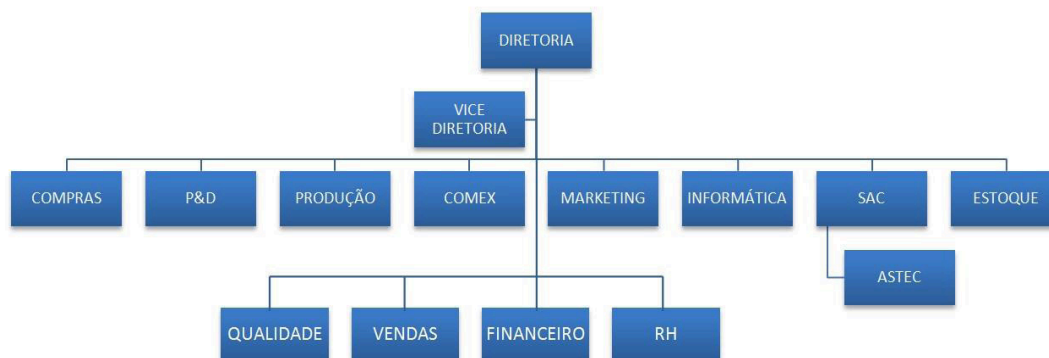 DIRETORIA
VICE
DIRETORIA
COMPRAS
P&D
PRODUÇÃO
COMEX
MARKETING
INFORMÁTICA
SAC
ESTOQUE
ASTEC
QUALIDADE
VENDAS
FINANCEIRO
RH